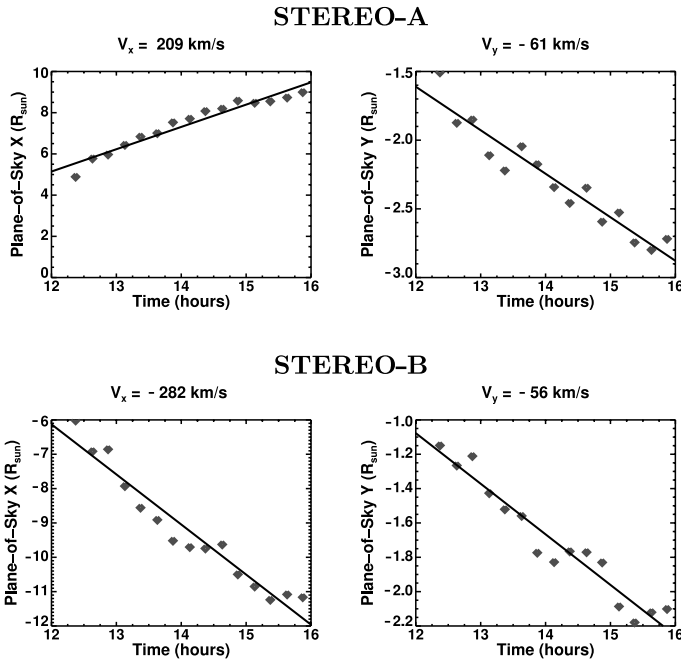 STEREO–A
Vx = 209 km/s
Vy = - 61 km/s
Plane–of–Sky X (Rsun)
10
8
6
4
2
0
12 13 14 15 16
Time (hours)
Plane–of–Sky Y (Rsun)
-1.5
-2.0
-2.5
-3.0
12 13 14 15 16
Time (hours)
STEREO–B
Vx = - 282 km/s
Vy = - 56 km/s
Plane–of–Sky X (Rsun)
-6
-7
-8
-9
-10
-11
-12
12 13 14 15 16
Time (hours)
Plane–of–Sky Y (Rsun)
-1.0
-1.2
-1.4
-1.6
-1.8
-2.0
-2.2
12 13 14 15 16
Time (hours)